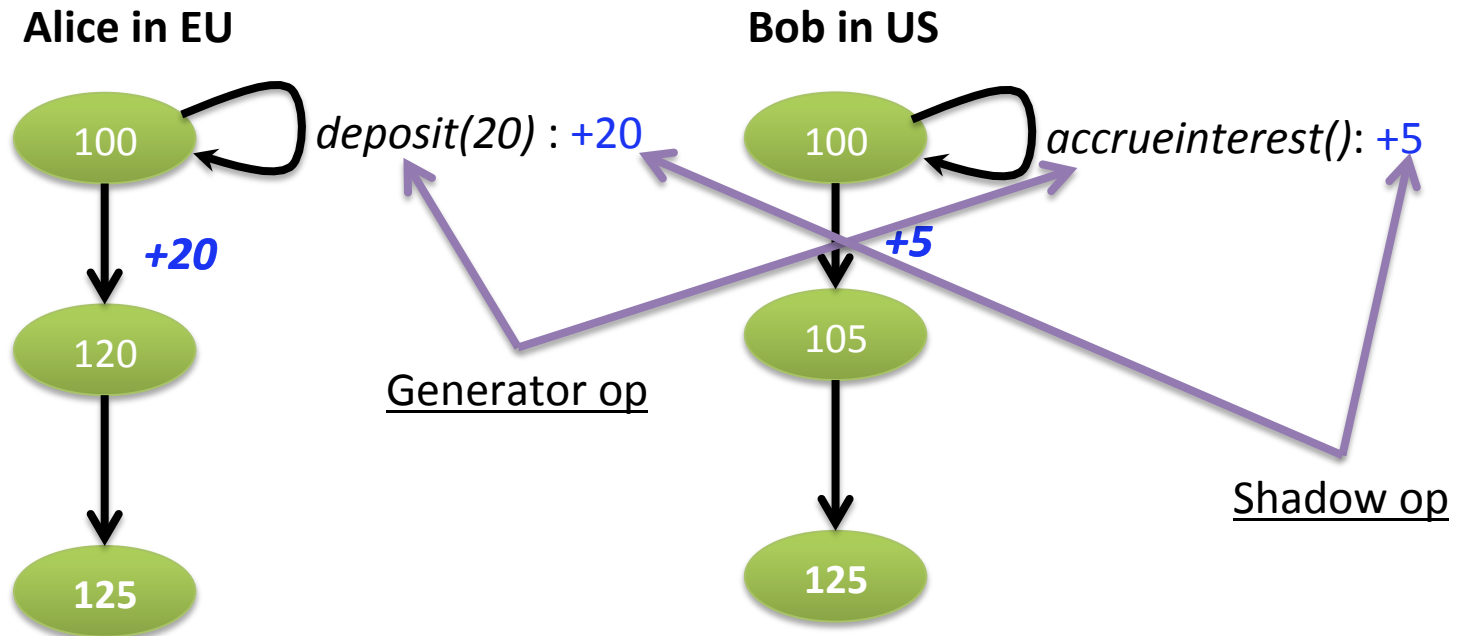 Alice in EU
Bob in US
100
deposit(20) : +20
100
accrueinterest(): +5
+20
+5
120
105
Generator op
Shadow op
125
125